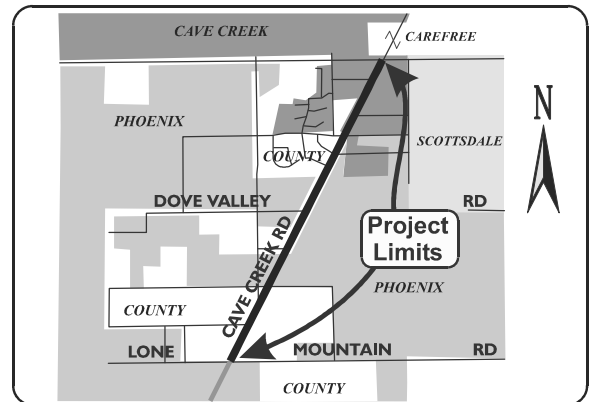 CAVE CREEK
CAREFREE
N
PHOENIX
SCOTTSDALE
COUNTY
DOVE VALLEY RD
Project
Limits
CAVE CREEK RD
PHOENIX
COUNTY
LONE MOUNTAIN RD
COUNTY